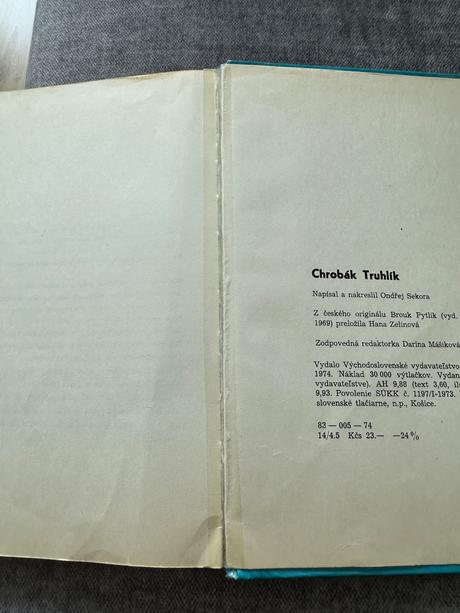 Chrobák Truhlík
Napísal a nakreslil Ondřej Sekora
Z českého originálu Brouk Pytlik (vyd.
1969) preložila Hana Zelinová
Zodpovedná redaktorka Darina Mášiková
Vydalo Východoslovenské vydavateľstvo
1974. Náklad 30 000 výtlačkov. Vydan
vydavateľstve). AH 9,88 (text 3,60, il
9,93. Povolenie SÚKK č. 1197/I-1973.
slovenské tlačiarne, n.p., Košice.
83 — 005 — 74
14/4.5 Kčs 23.— —24 %